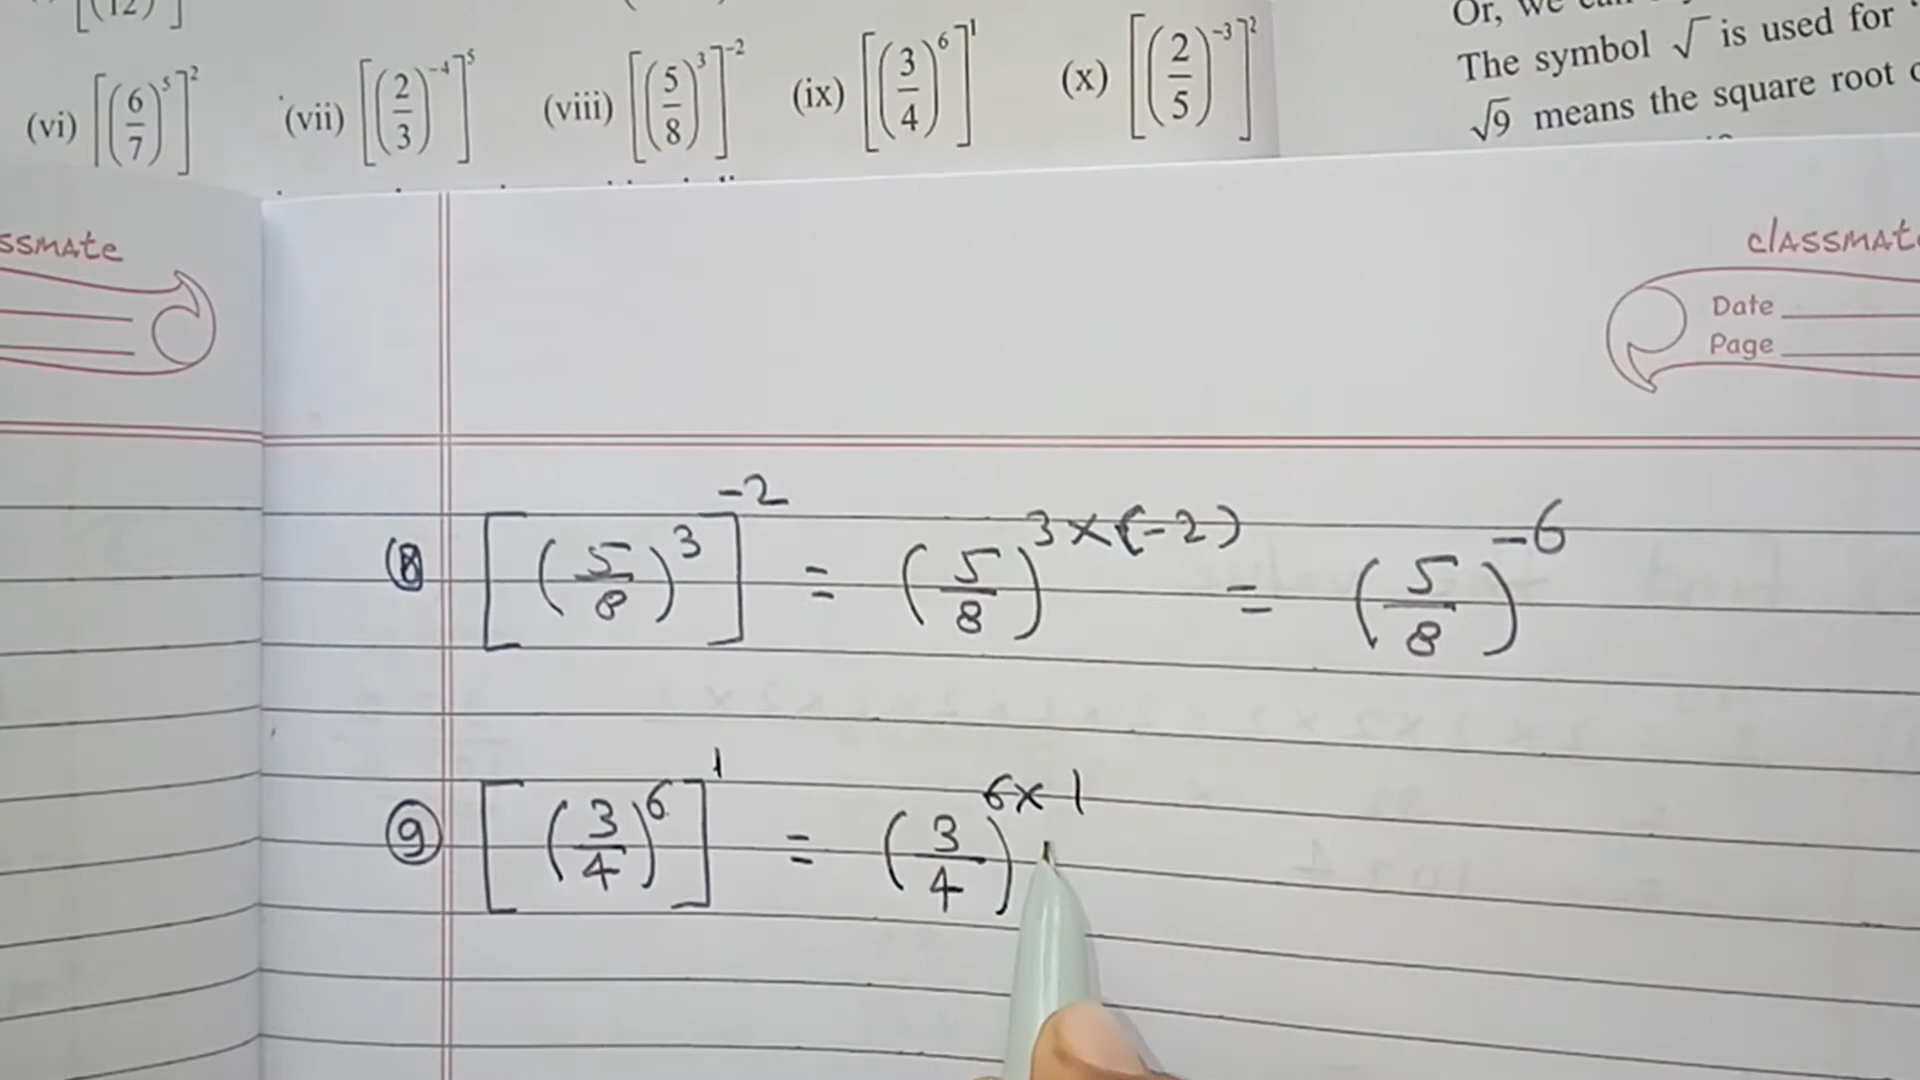 [(12)]
(vi) [(6/7)^5]^2 (vii) [(2/3)^-4]^5 (viii) [(5/8)^3]^-2 (ix) [(3/4)^6]^1 (x) [(2/5)^-3]^2
Or, we
The symbol √ is used for
√9 means the square root
ssmate
classmate
Date
Page
⑧ [(5/8)^3]^-2 = (5/8)^3×(-2) = (5/8)^-6
⑨ [(3/4)^6]^1 = (3/4)^6×1